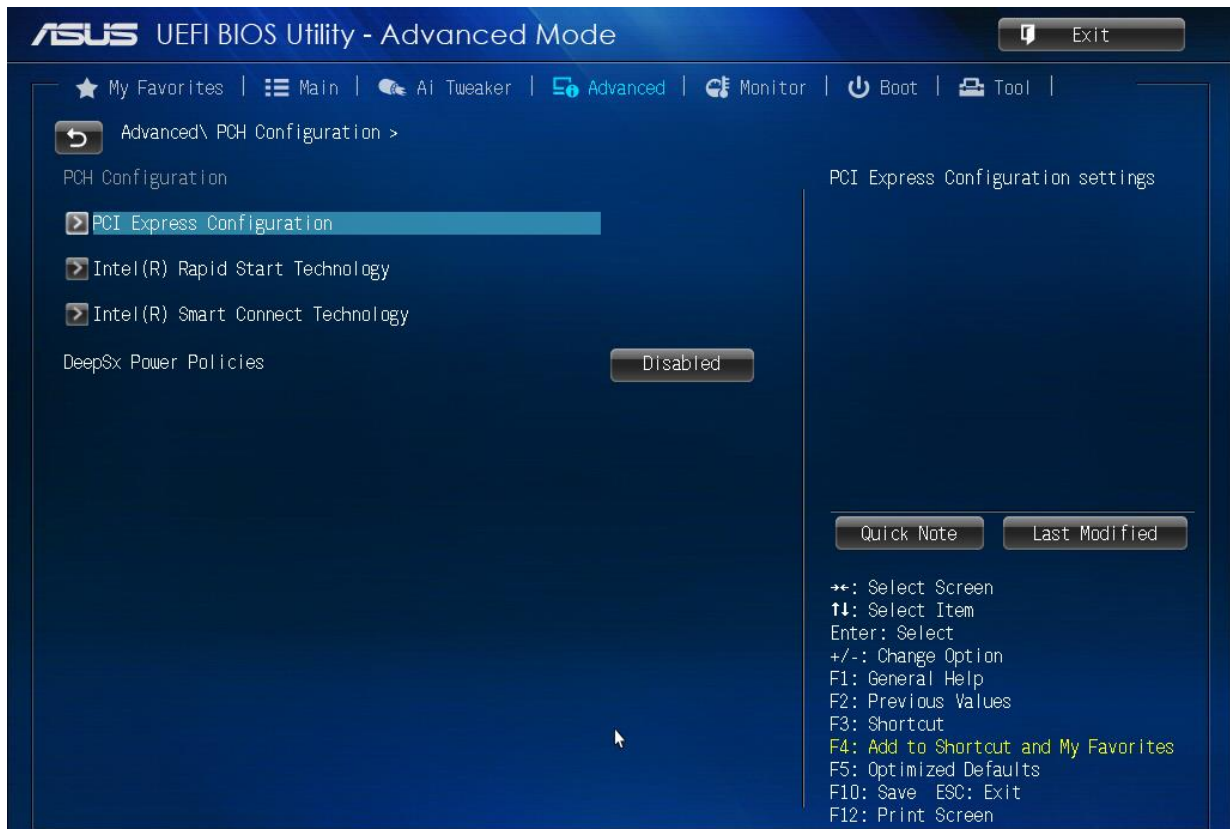 ASUS UEFI BIOS Utility - Advanced Mode
Exit
My Favorites | Main | Ai Tweaker | Advanced | Monitor | Boot | Tool |
Advanced\ PCH Configuration >
PCH Configuration
PCI Express Configuration
Intel(R) Rapid Start Technology
Intel(R) Smart Connect Technology
DeepSx Power Policies
Disabled
PCI Express Configuration settings
Quick Note
Last Modified
→←: Select Screen
↑↓: Select Item
Enter: Select
+/-: Change Option
F1: General Help
F2: Previous Values
F3: Shortcut
F4: Add to Shortcut and My Favorites
F5: Optimized Defaults
F10: Save ESC: Exit
F12: Print Screen